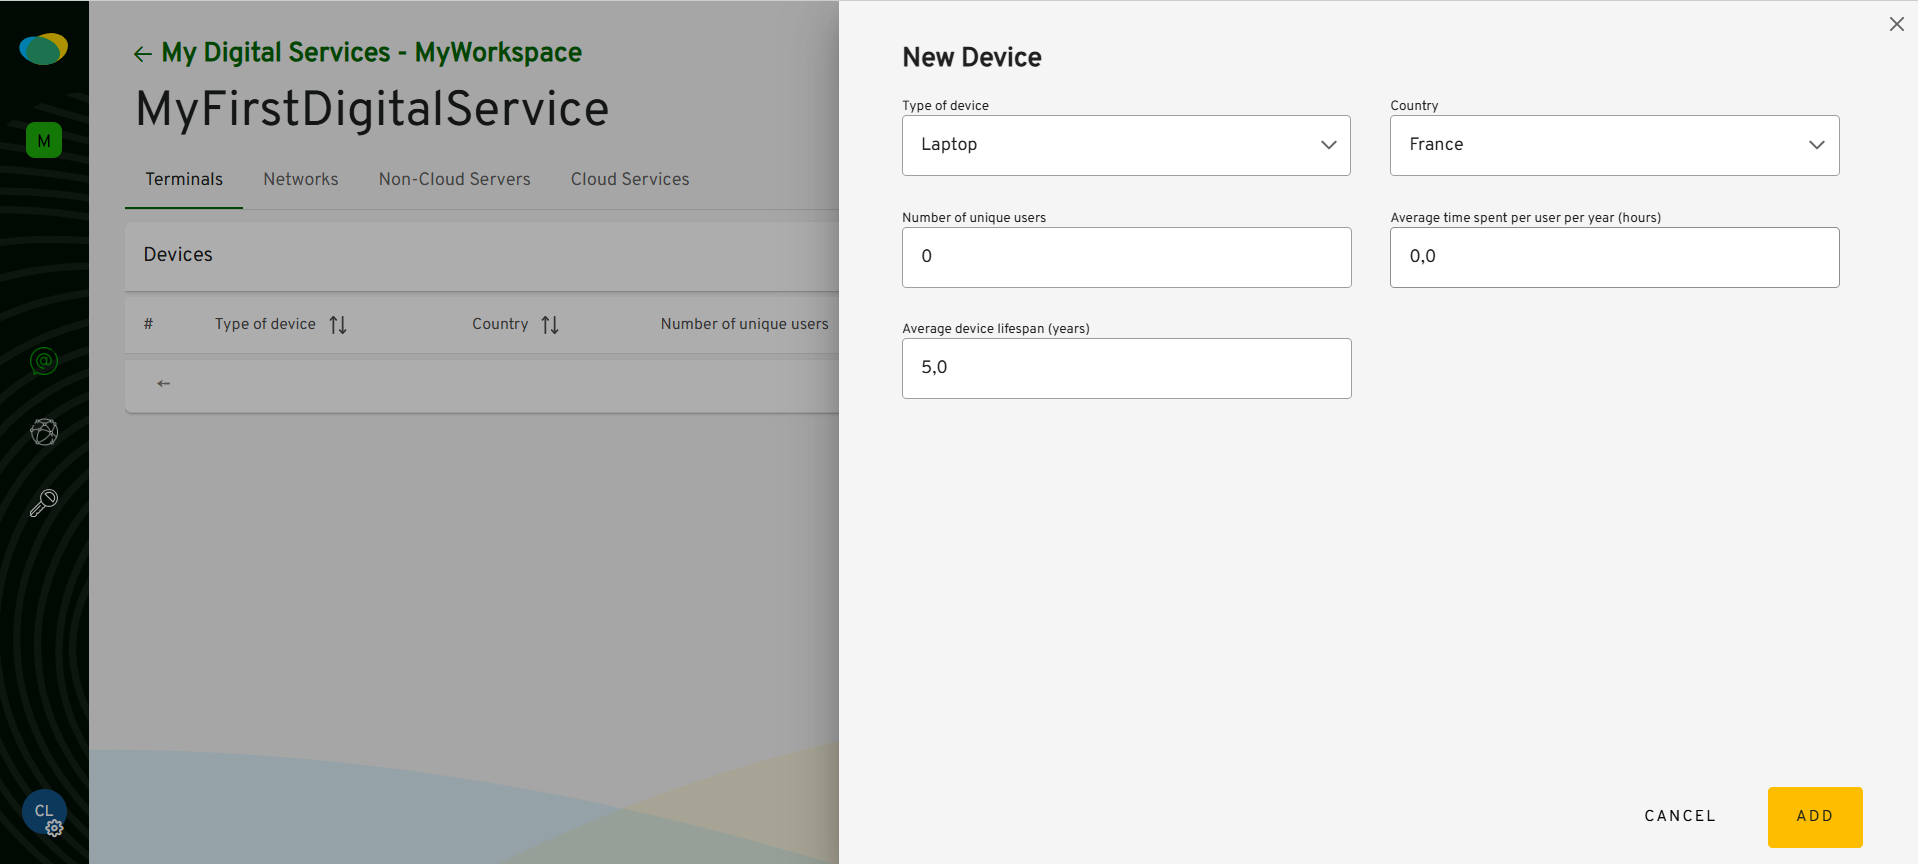 ← My Digital Services - MyWorkspace
MyFirstDigitalService
M
Terminals Networks Non-Cloud Servers Cloud Services
Devices
# Type of device Country Number of unique users
←
CL
New Device
Type of device Country
Laptop France
Number of unique users Average time spent per user per year (hours)
0 0,0
Average device lifespan (years)
5,0
CANCEL ADD